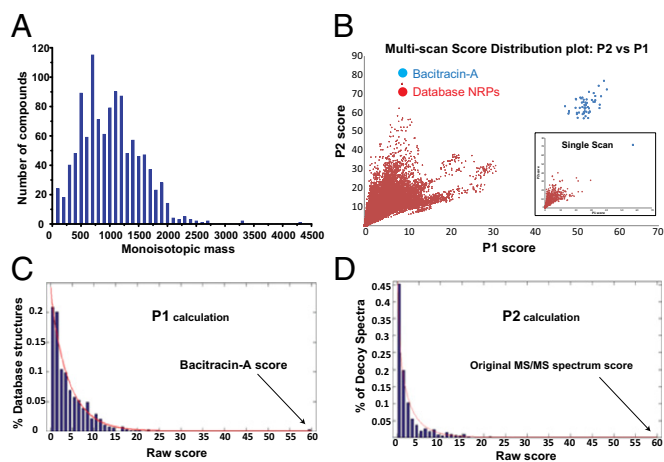 A
120
100
80
60
40
20
0
Number of compounds
500 1000 1500 2000 2500 3000 3500 4000 4500
Monoisotopic mass
B
Multi-scan Score Distribution plot: P2 vs P1
Bacitracin-A
Database NRPs
90
80
70
60
50
40
30
20
10
P2 score
Single Scan
0 10 20 30 40 50 60 70
P1 score
C
0.2
0.15
0.1
0.05
0
% Database structures
P1 calculation
Bacitracin-A score
0 5 10 15 20 25 30 35 40 45 50 55 60
Raw score
D
0.45
0.4
0.35
0.3
0.25
0.2
0.15
0.1
0.05
0
% of Decoy Spectra
P2 calculation
Original MS/MS spectrum score
0 5 10 15 20 25 30 35 40 45 50 55 60
Raw score